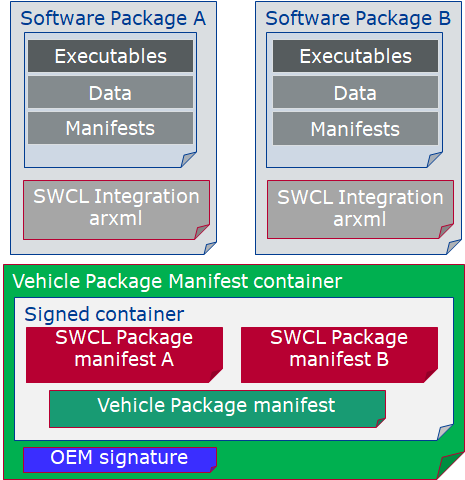 Software Package A
Executables
Data
Manifests
SWCL Integration
arxml
Software Package B
Executables
Data
Manifests
SWCL Integration
arxml
Vehicle Package Manifest container
Signed container
SWCL Package
manifest A
SWCL Package
manifest B
Vehicle Package manifest
OEM signature